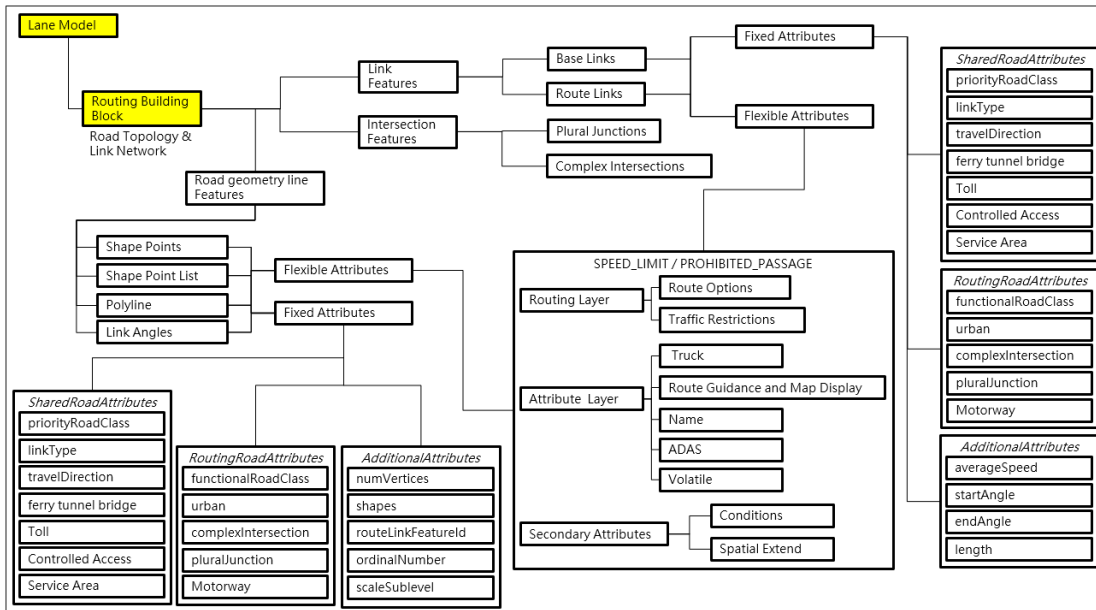 Lane Model
Routing Building
Block
Road Topology &
Link Network
Link
Features
Base Links
Route Links
Fixed Attributes
Flexible Attributes
Intersection
Features
Plural Junctions
Complex Intersections
Road geometry line
Features
Shape Points
Shape Point List
Polyline
Link Angles
Flexible Attributes
Fixed Attributes
SharedRoadAttributes
priorityRoadClass
linkType
travelDirection
ferry tunnel bridge
Toll
Controlled Access
Service Area
RoutingRoadAttributes
functionalRoadClass
urban
complexIntersection
pluralJunction
Motorway
AdditionalAttributes
numVertices
shapes
routeLinkFeatureId
ordinalNumber
scaleSublevel
SPEED_LIMIT / PROHIBITED_PASSAGE
Routing Layer
Route Options
Traffic Restrictions
Attribute  Layer
Truck
Route Guidance and Map Display
Name
ADAS
Volatile
Secondary Attributes
Conditions
Spatial Extend
SharedRoadAttributes
priorityRoadClass
linkType
travelDirection
ferry tunnel bridge
Toll
Controlled Access
Service Area
RoutingRoadAttributes
functionalRoadClass
urban
complexIntersection
pluralJunction
Motorway
AdditionalAttributes
averageSpeed
startAngle
endAngle
length